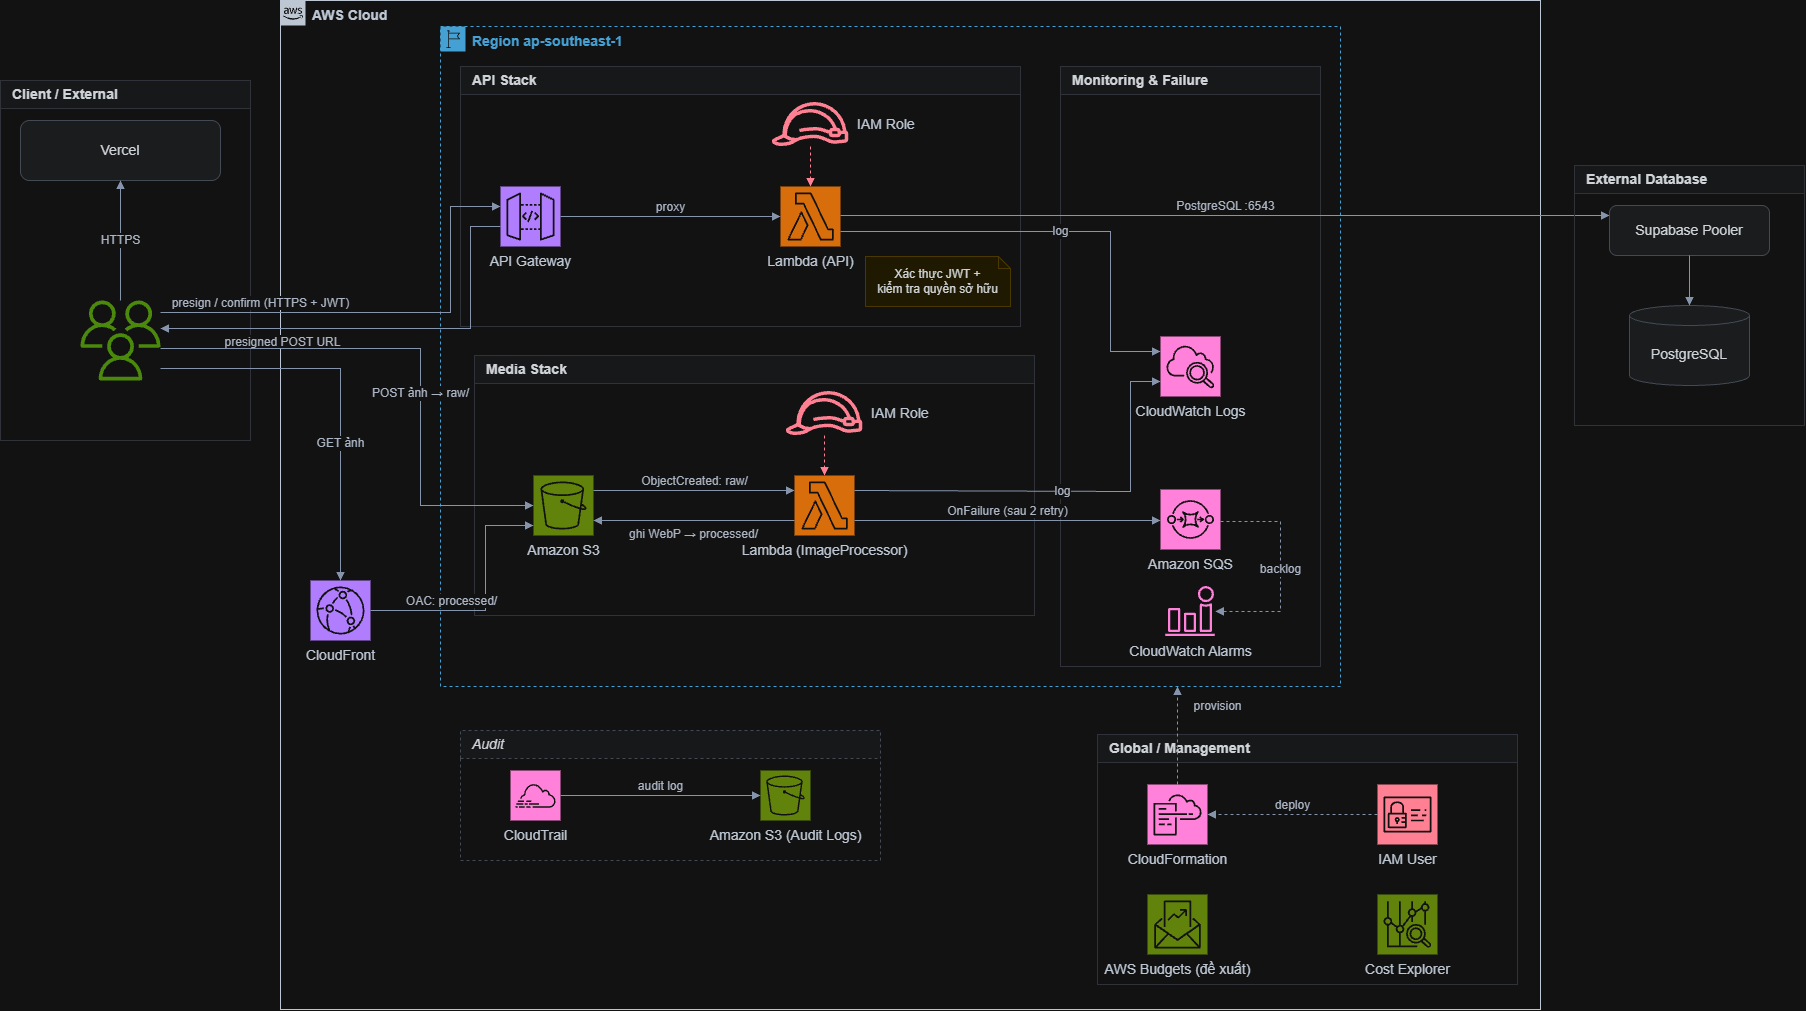 aws
AWS Cloud
Region ap-southeast-1
Client / External
Vercel
HTTPS
presign / confirm (HTTPS + JWT)
presigned POST URL
POST ảnh → raw/
GET ảnh
API Stack
IAM Role
API Gateway
proxy
Lambda (API)
Xác thực JWT +
kiểm tra quyền sở hữu
PostgreSQL :6543
log
Media Stack
IAM Role
Amazon S3
ObjectCreated: raw/
ghi WebP → processed/
Lambda (ImageProcessor)
log
OnFailure (sau 2 retry)
OAC: processed/
CloudFront
Monitoring & Failure
CloudWatch Logs
Amazon SQS
backlog
CloudWatch Alarms
External Database
Supabase Pooler
PostgreSQL
provision
Audit
CloudTrail
audit log
Amazon S3 (Audit Logs)
Global / Management
CloudFormation
deploy
IAM User
AWS Budgets (đề xuất)
Cost Explorer